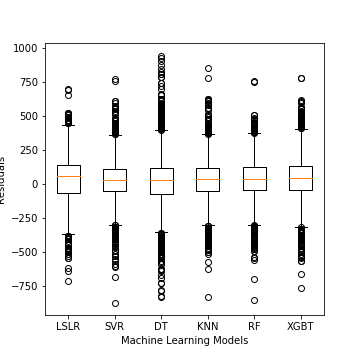 1000
750
500
250
0
−250
−500
−750
Residuals
LSLR SVR DT KNN RF XGBT
Machine Learning Models